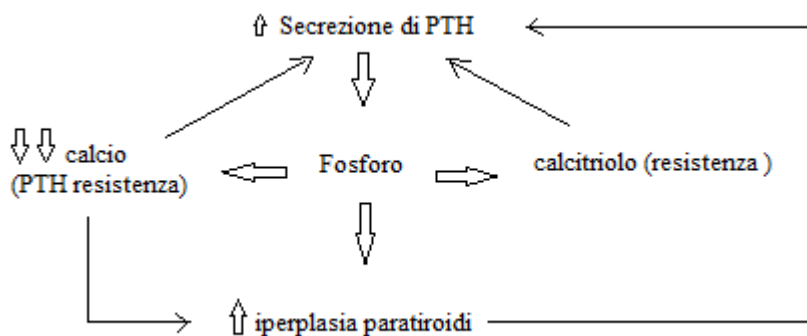 Secrezione di PTH
calcio
(PTH resistenza)
Fosforo
calcitriolo (resistenza )
iperplasia paratiroidi